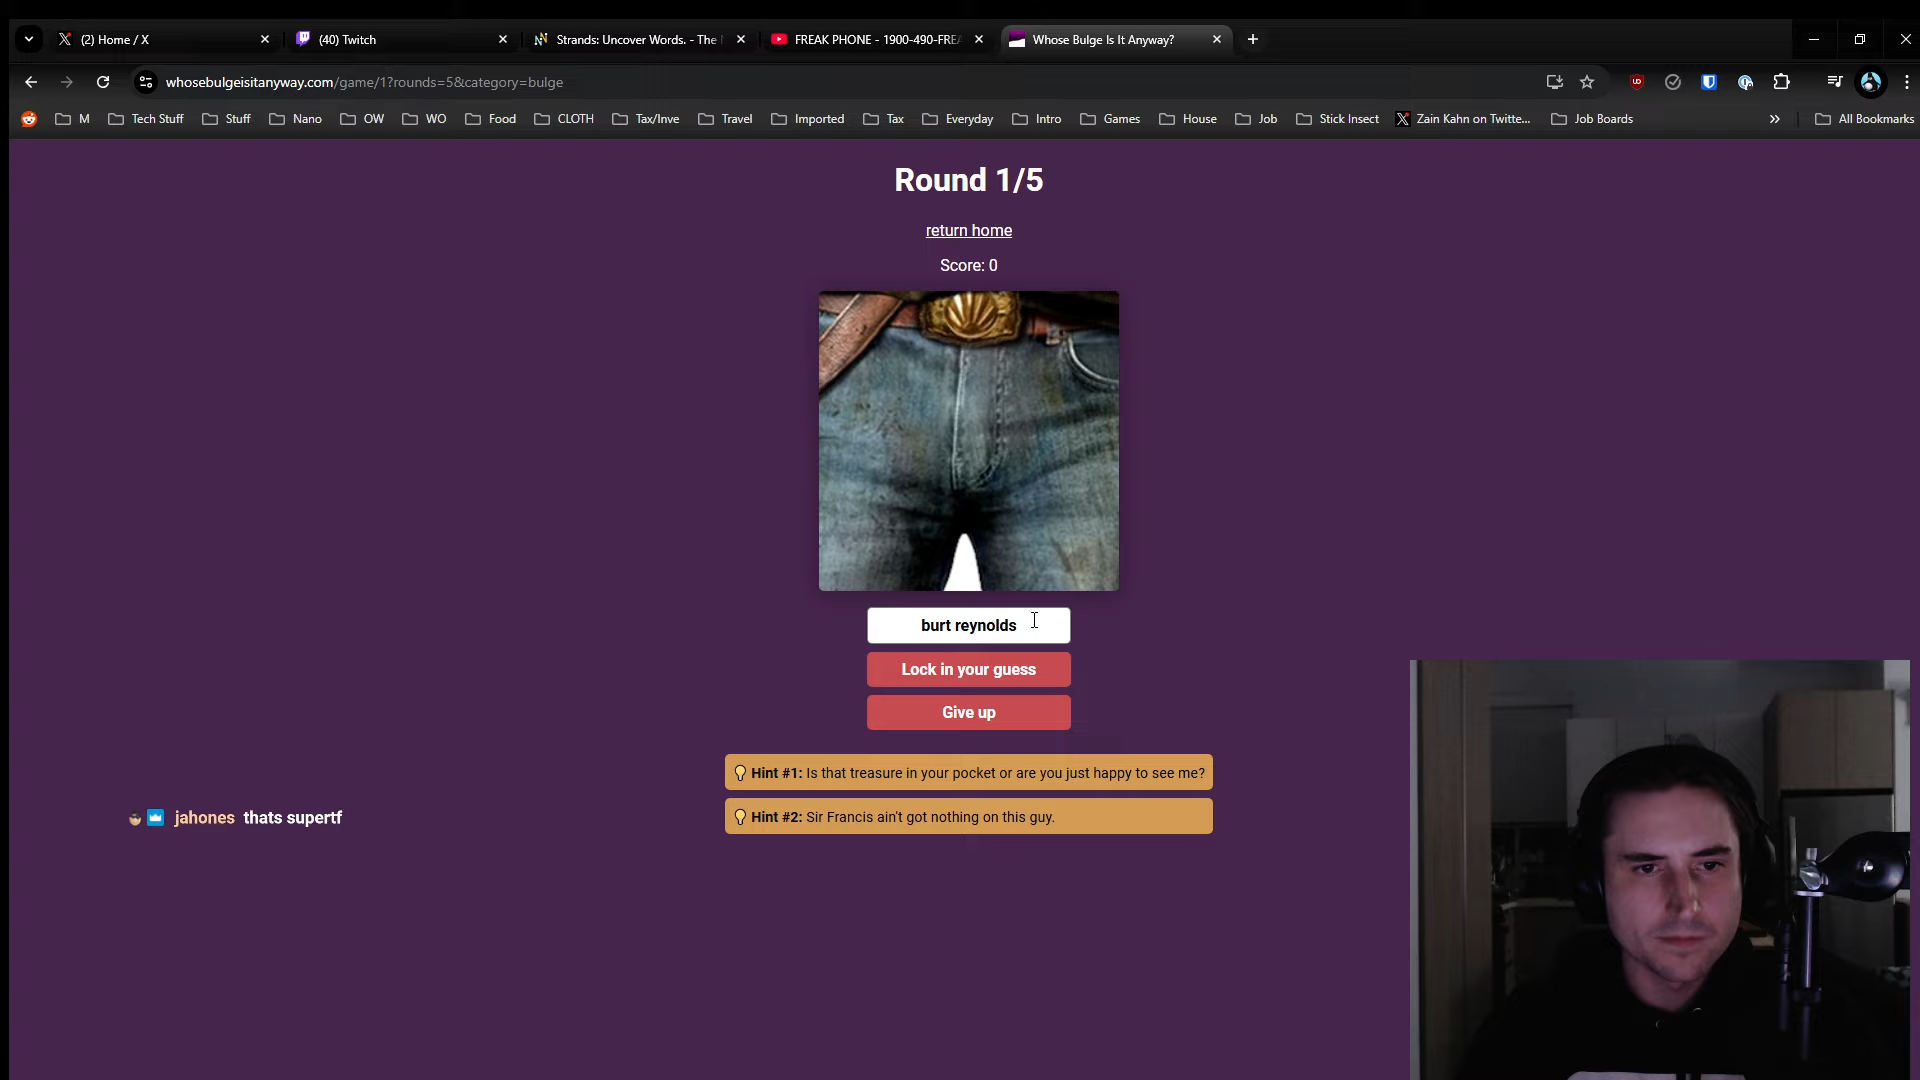 (2) Home / X
(40) Twitch
Strands: Uncover Words. - The
FREAK PHONE - 1900-490-FREA
Whose Bulge Is It Anyway?
whosebulgeisitanyway.com/game/1?rounds=5&category=bulge
M
Tech Stuff
Stuff
Nano
OW
WO
Food
CLOTH
Tax/Inve
Travel
Imported
Tax
Everyday
Intro
Games
House
Job
Stick Insect
Zain Kahn on Twitte...
Job Boards
»
All Bookmarks
Round 1/5
return home
Score: 0
burt reynolds
Lock in your guess
Give up
Hint #1: Is that treasure in your pocket or are you just happy to see me?
Hint #2: Sir Francis ain't got nothing on this guy.
jahones thats supertf